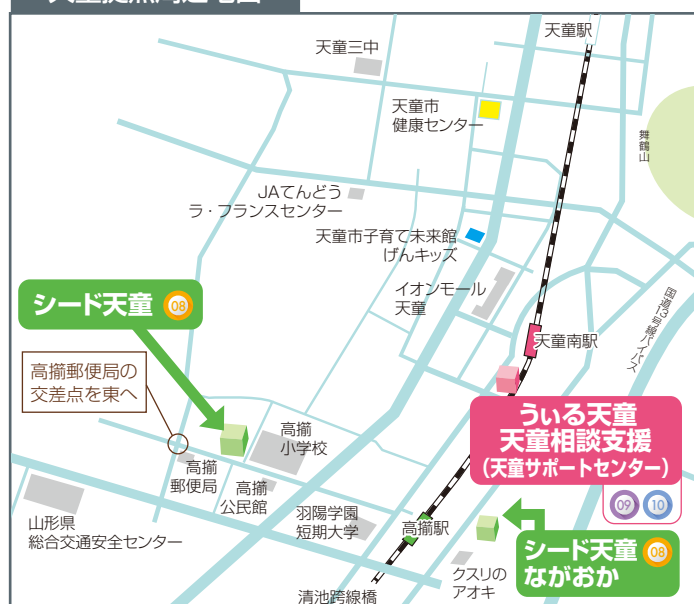 天童拠点周辺地図
天童駅
天童三中
天童市
健康センター
舞鶴山
JAてんどう
ラ・フランスセンター
天童市子育て未来館
げんキッズ
イオンモール
天童
国道13号線バイパス
シード天童 08
天童南駅
高擶郵便局の
交差点を東へ
うぃる天童
天童相談支援
(天童サポートセンター)
09 10
高擶
小学校
高擶
郵便局
高擶
公民館
山形県
総合交通安全センター
羽陽学園
短期大学
高擶駅
シード天童 08
ながおか
クスリの
アオキ
清池跨線橋